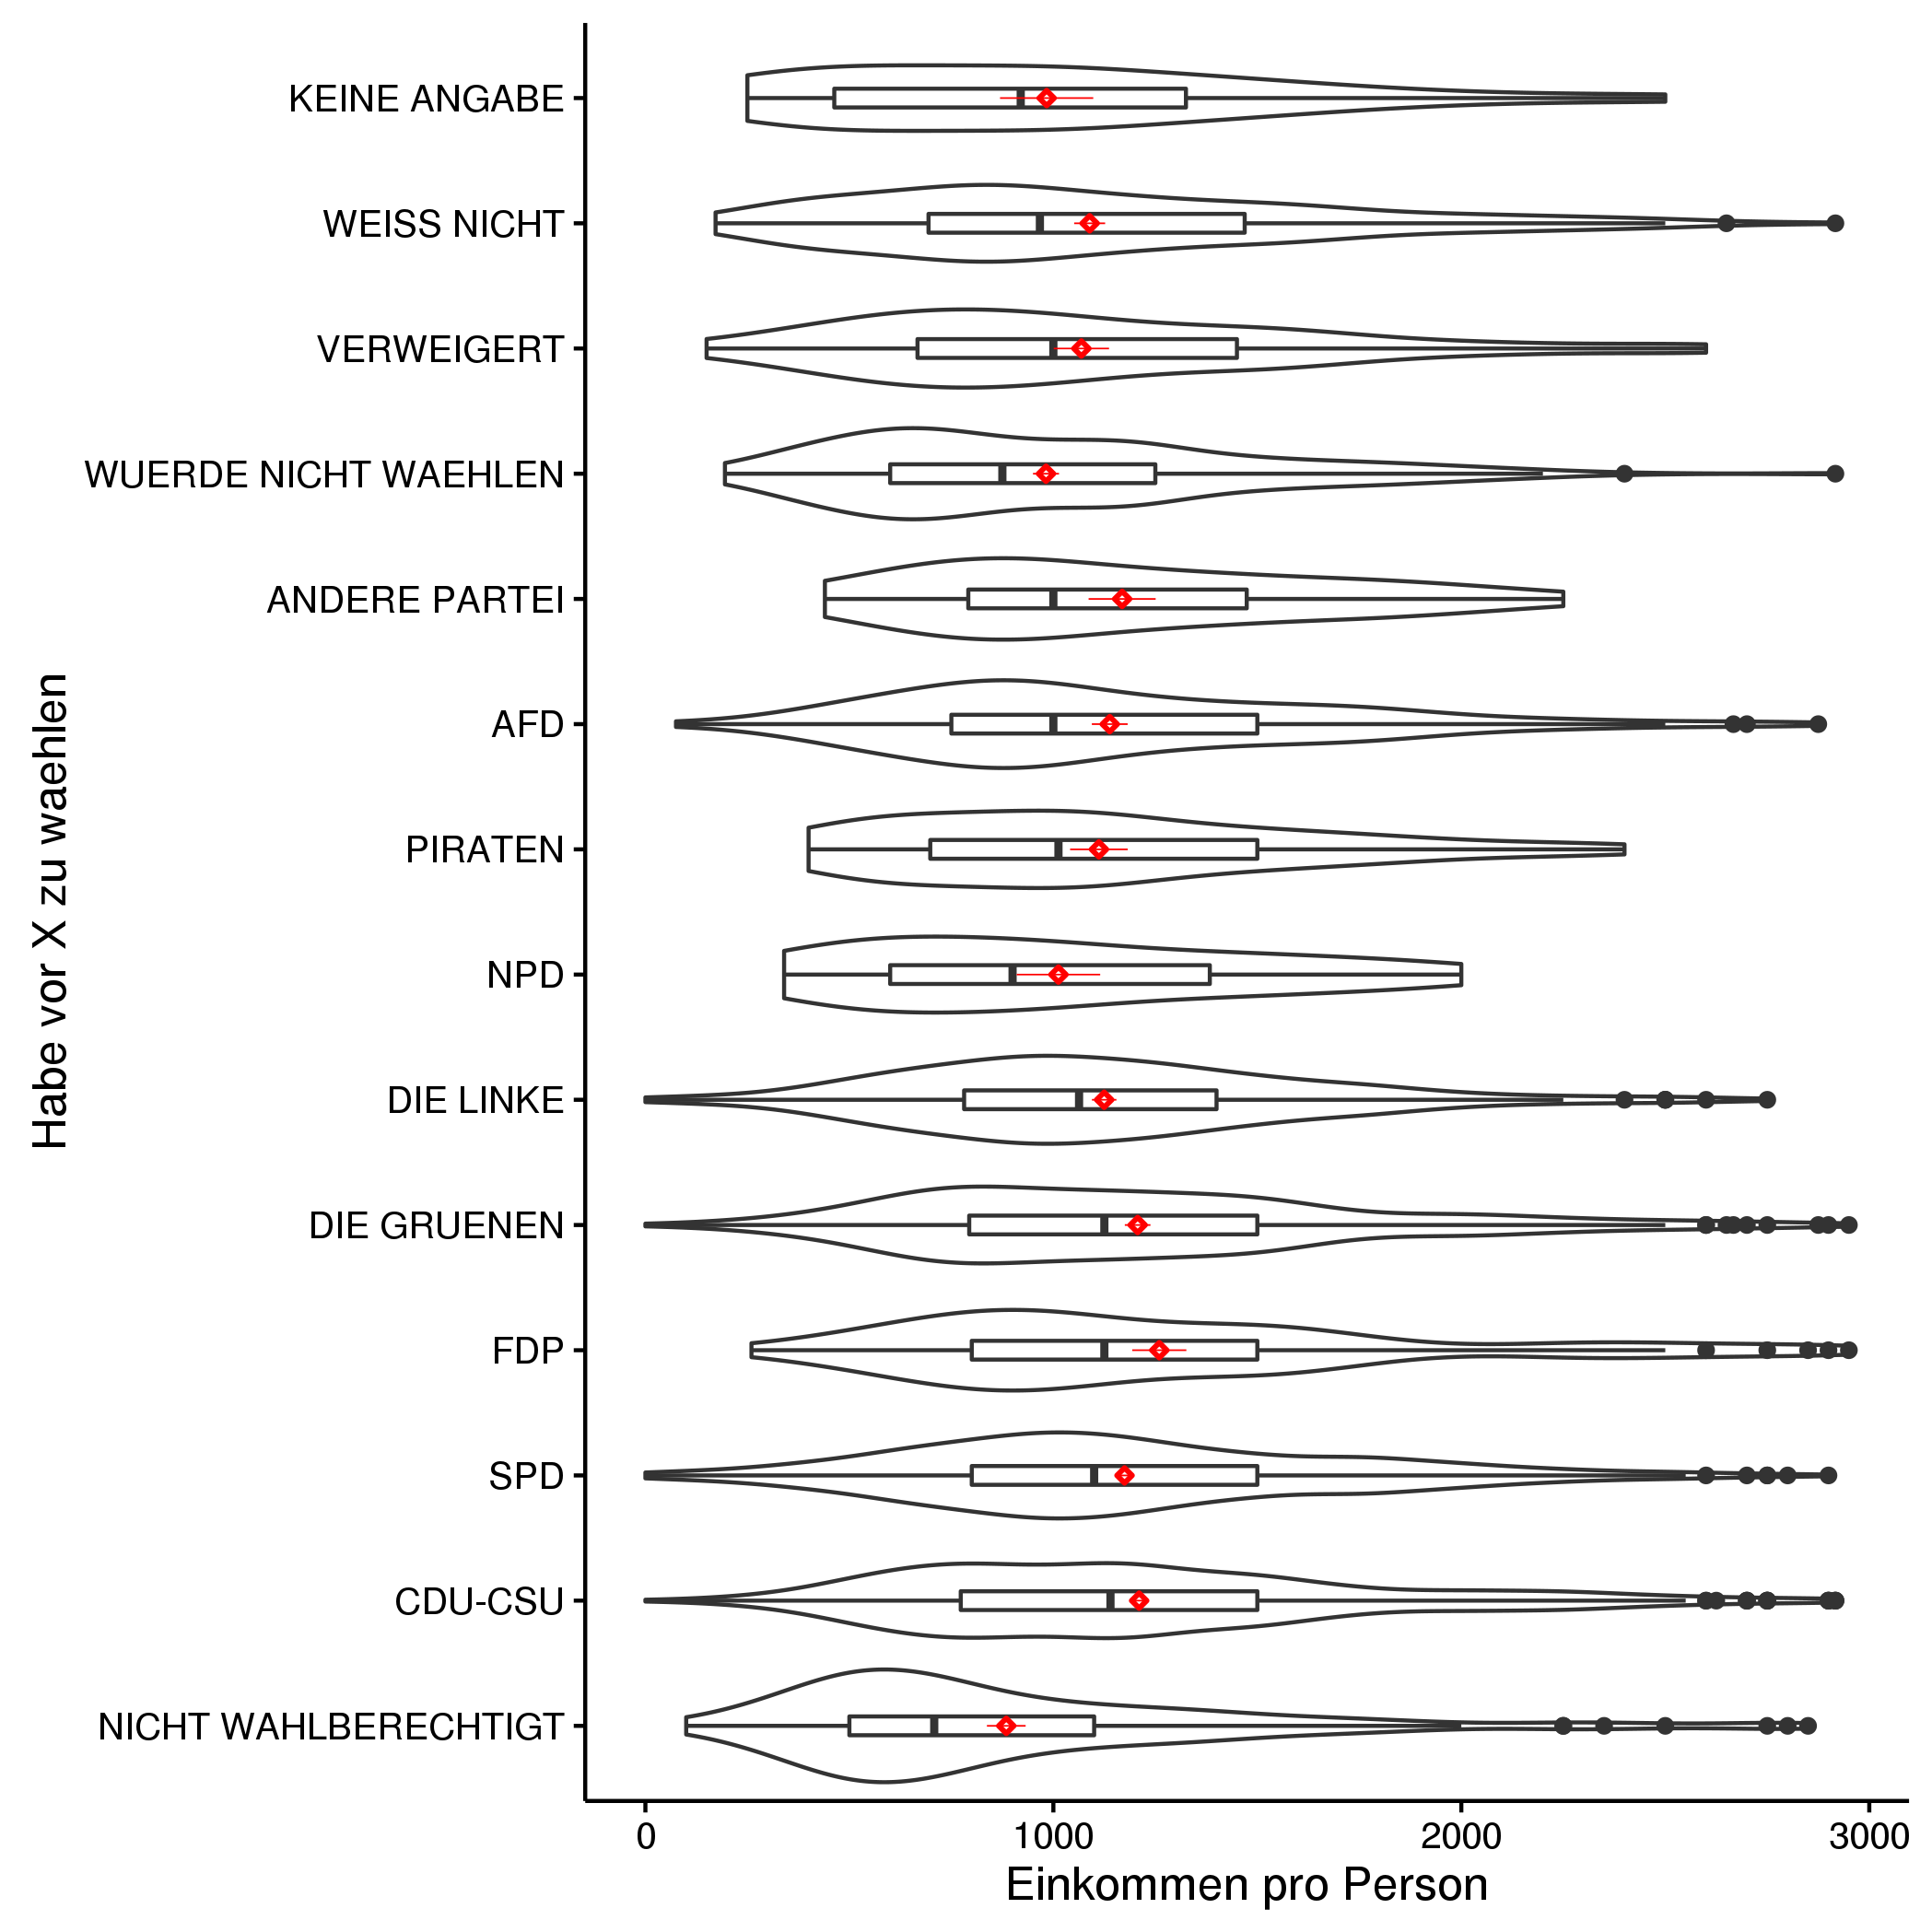 KEINE ANGABE
WEISS NICHT
VERWEIGERT
WUERDE NICHT WAEHLEN
ANDERE PARTEI
AFD
PIRATEN
NPD
DIE LINKE
DIE GRUENEN
FDP
SPD
CDU-CSU
NICHT WAHLBERECHTIGT
Habe vor X zu waehlen
0 1000 2000 3000
Einkommen pro Person